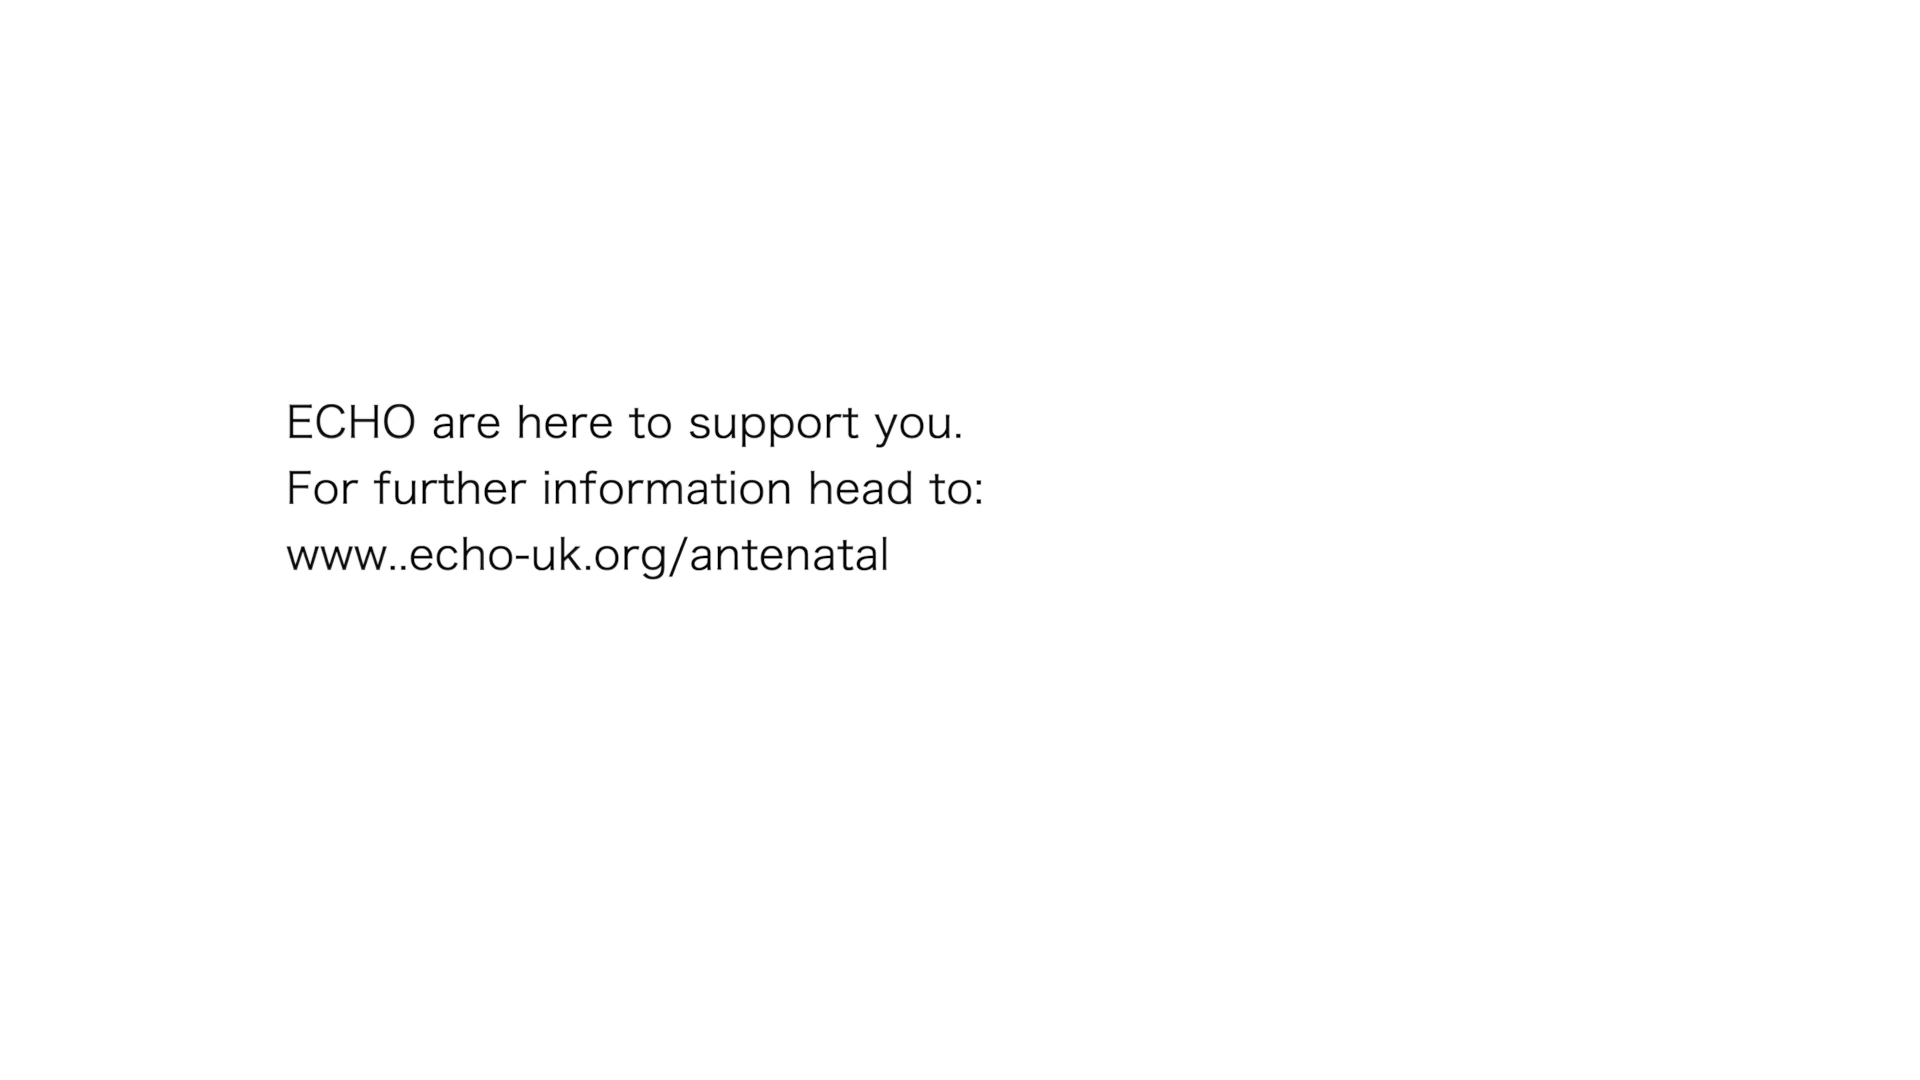 ECHO are here to support you.
For further information head to:
www..echo-uk.org/antenatal